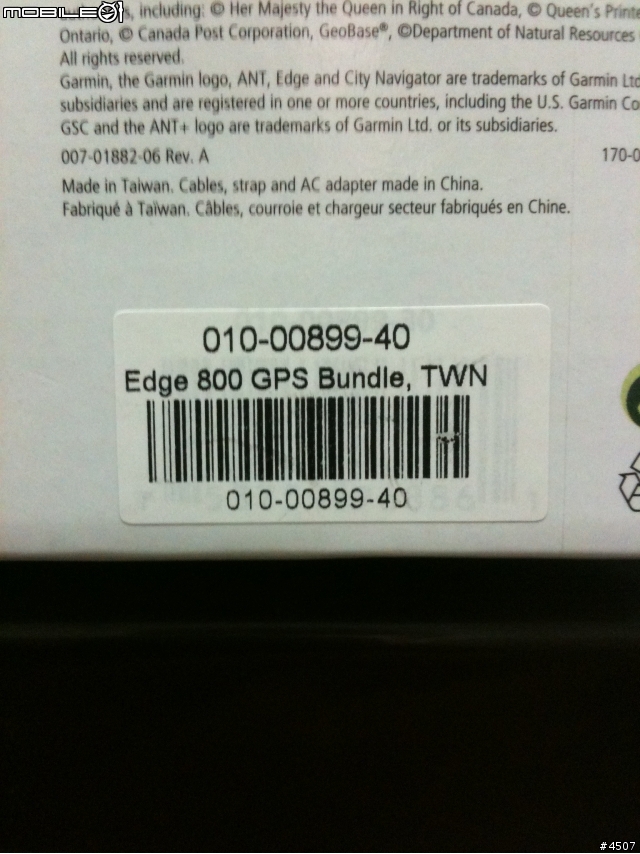 MOBILE01
s, including: © Her Majesty the Queen in Right of Canada, © Queen's Printe
Ontario, © Canada Post Corporation, GeoBase®, ©Department of Natural Resources
All rights reserved.
Garmin, the Garmin logo, ANT, Edge and City Navigator are trademarks of Garmin Ltd
subsidiaries and are registered in one or more countries, including the U.S. Garmin Co
GSC and the ANT+ logo are trademarks of Garmin Ltd. or its subsidiaries.
007-01882-06 Rev. A 170-0
Made in Taiwan. Cables, strap and AC adapter made in China.
Fabriqué à Taïwan. Câbles, courroie et chargeur secteur fabriqués en Chine.
010-00899-40
Edge 800 GPS Bundle, TWN
010-00899-40
#4507